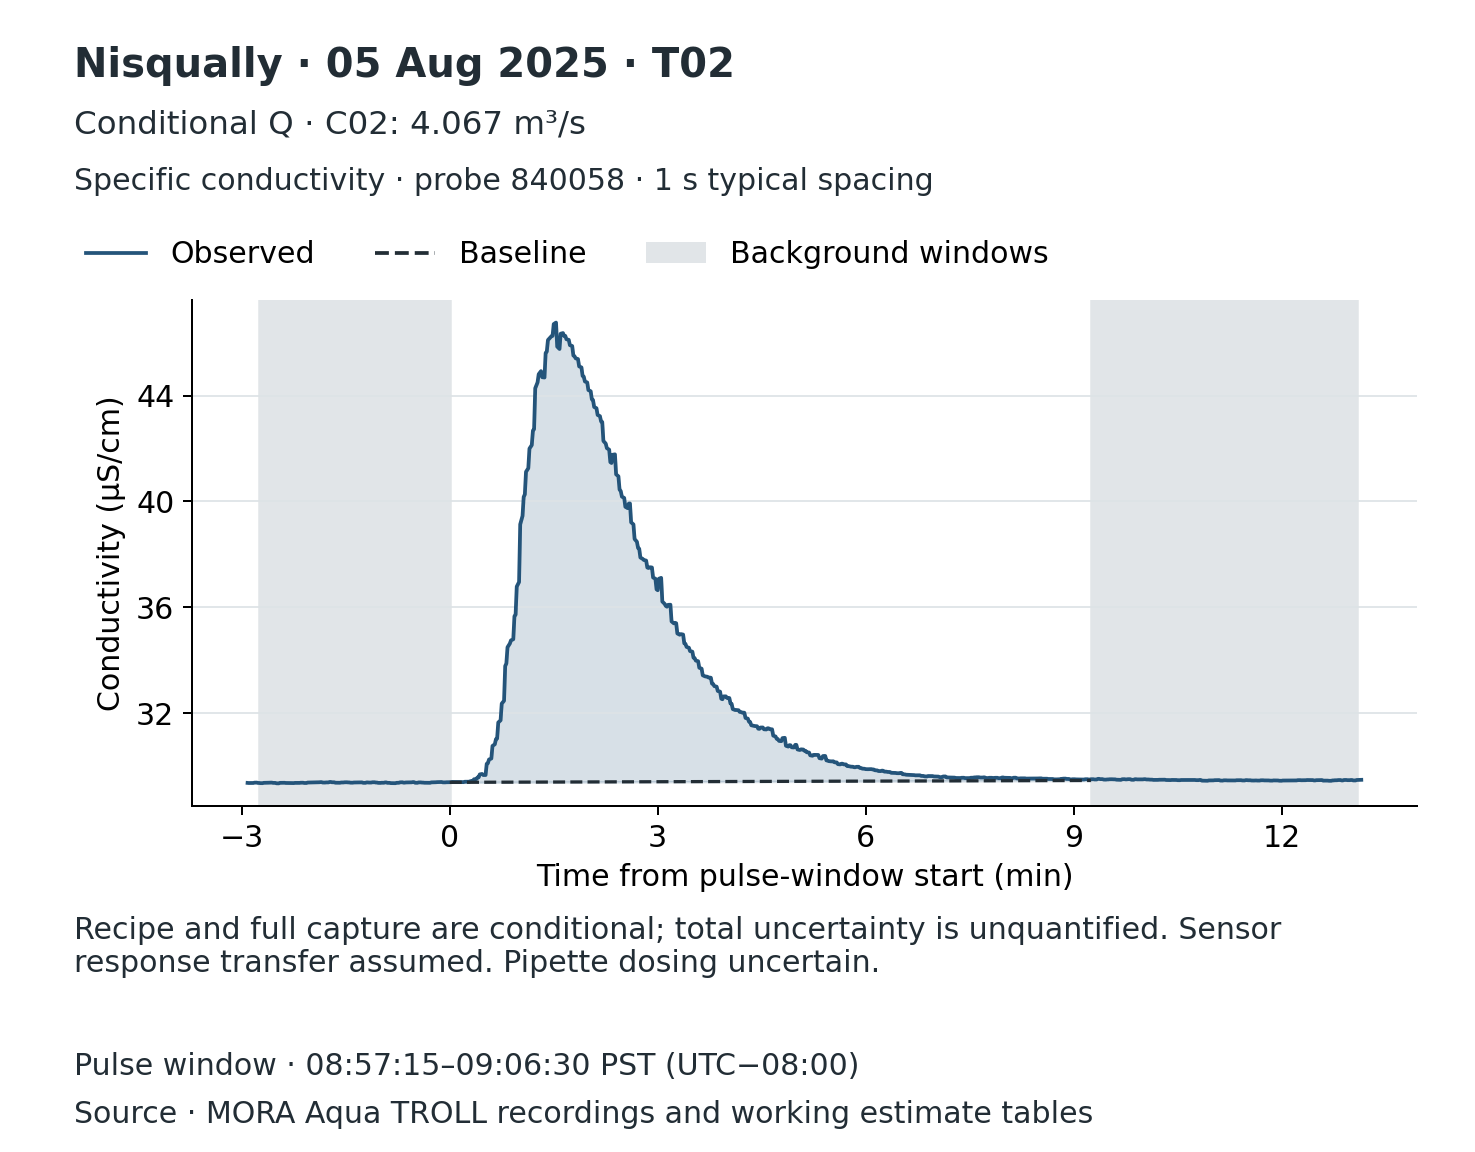 Nisqually · 05 Aug 2025 · T02
Conditional Q · C02: 4.067 m³/s
Specific conductivity · probe 840058 · 1 s typical spacing
Observed Baseline Background windows
Conductivity (µS/cm)
44
40
36
32
−3 0 3 6 9 12
Time from pulse-window start (min)
Recipe and full capture are conditional; total uncertainty is unquantified. Sensor
response transfer assumed. Pipette dosing uncertain.
Pulse window · 08:57:15–09:06:30 PST (UTC−08:00)
Source · MORA Aqua TROLL recordings and working estimate tables